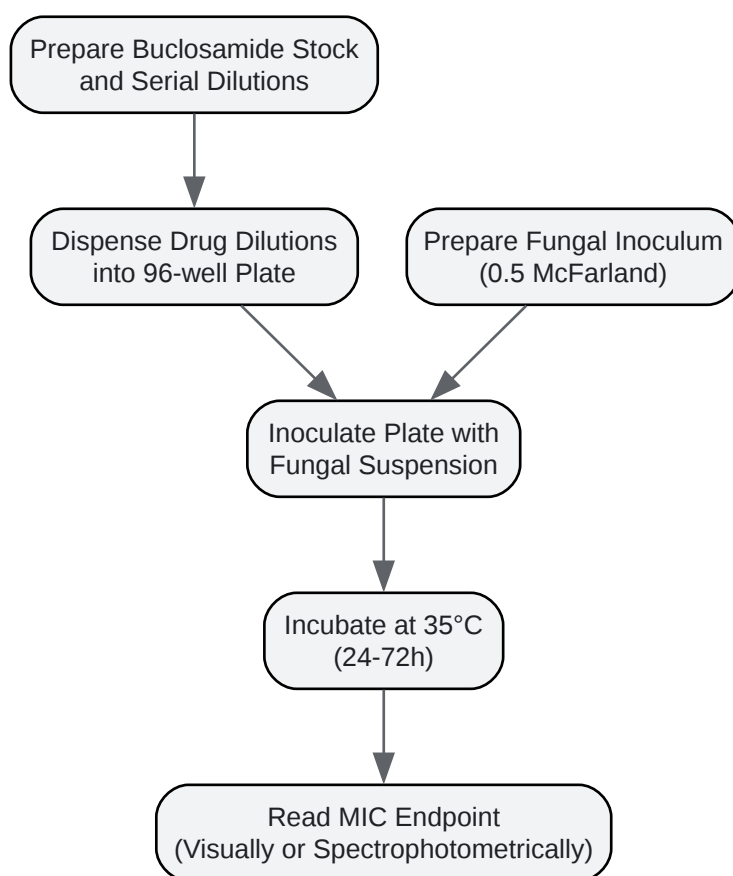 Prepare Buclosamide Stock
and Serial Dilutions
Dispense Drug Dilutions
into 96-well Plate
Prepare Fungal Inoculum
(0.5 McFarland)
Inoculate Plate with
Fungal Suspension
Incubate at 35°C
(24-72h)
Read MIC Endpoint
(Visually or Spectrophotometrically)